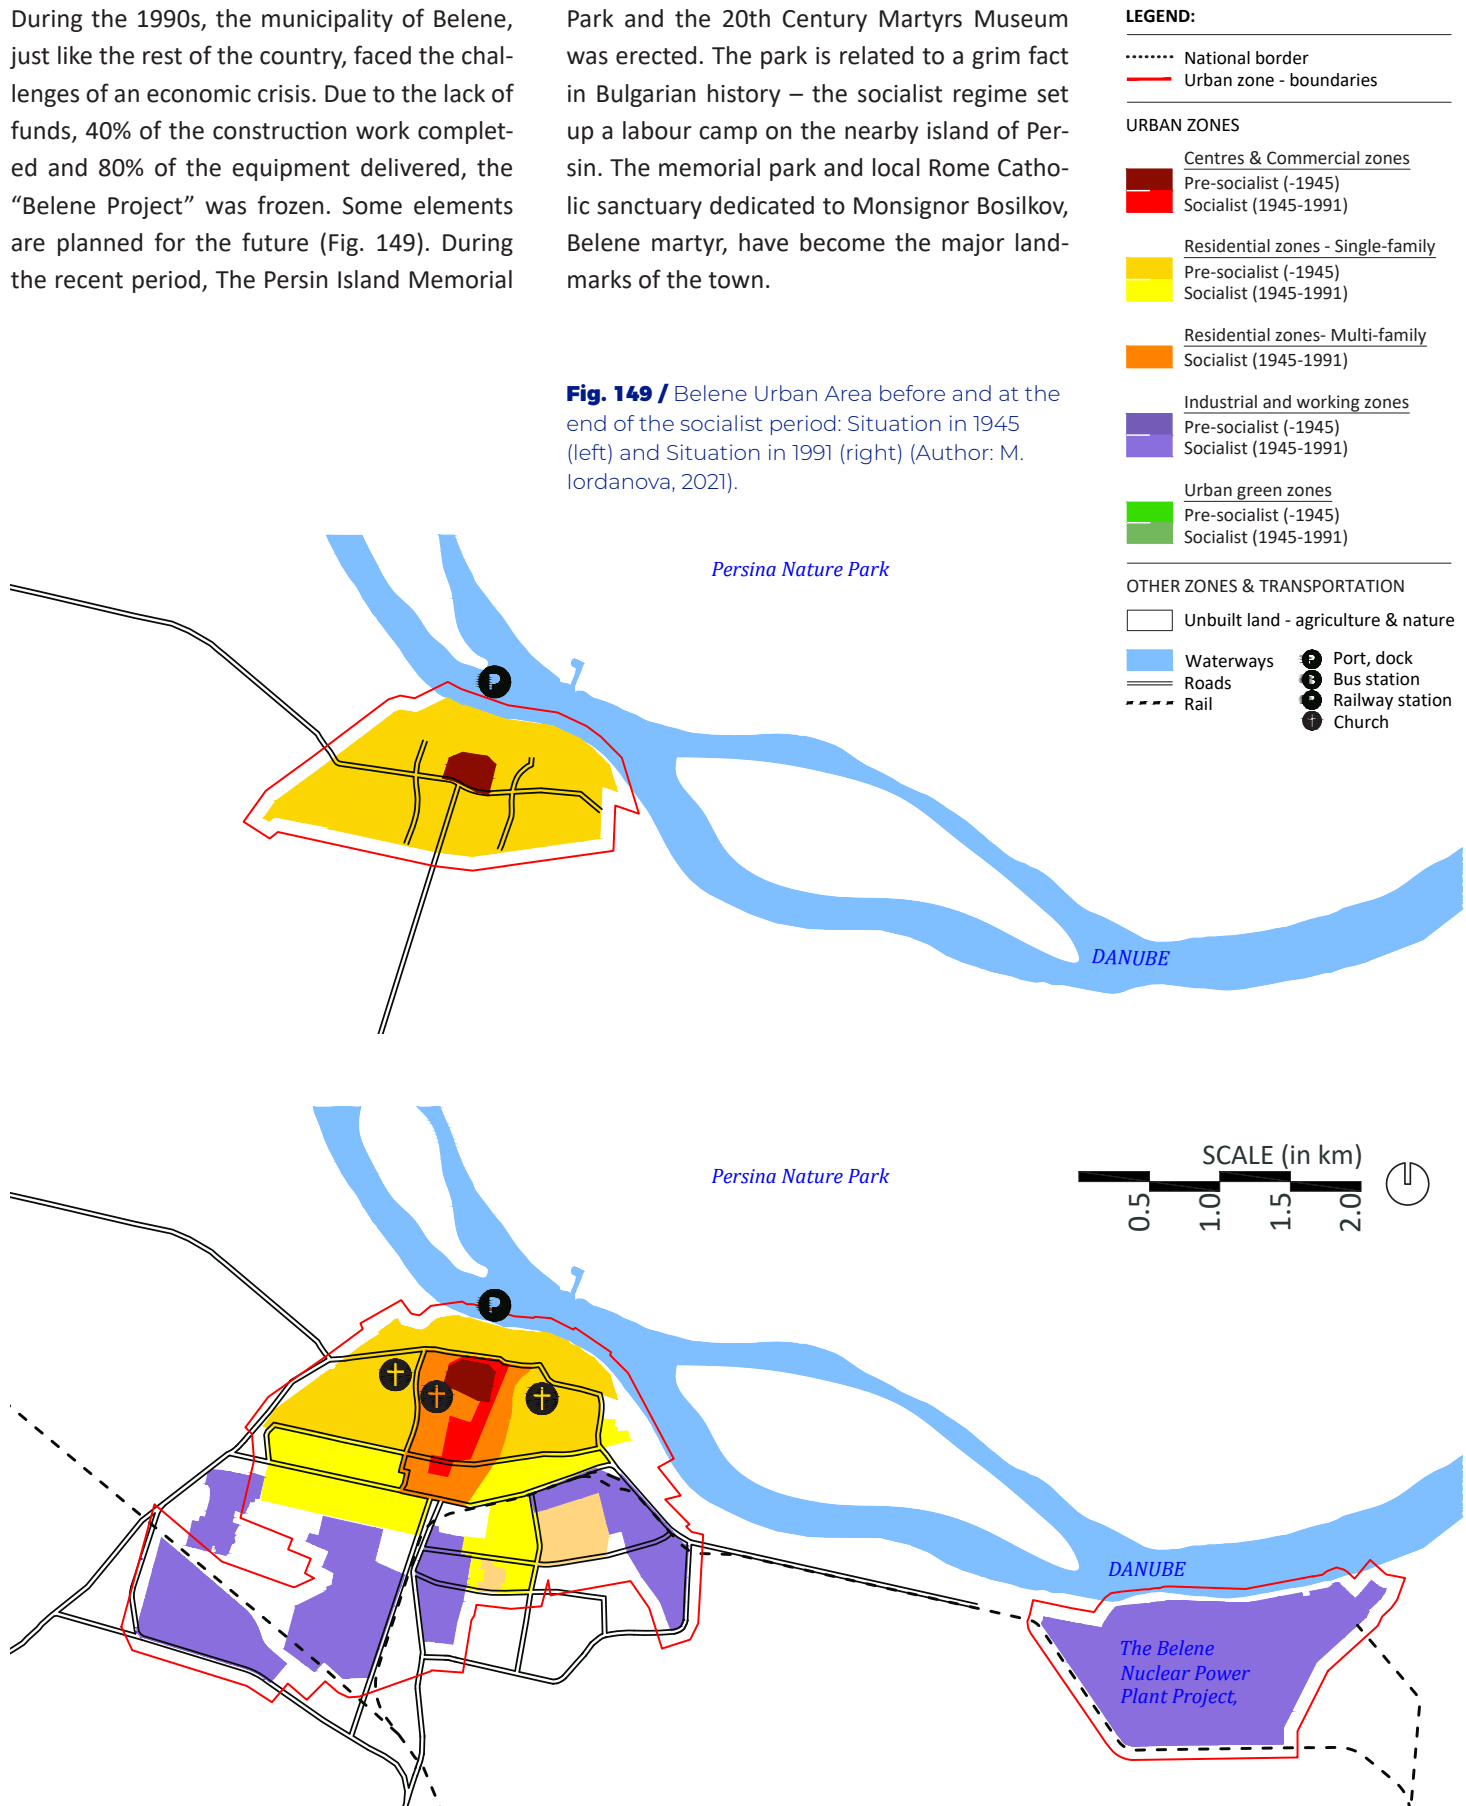 During the 1990s, the municipality of Belene,
just like the rest of the country, faced the chal-
lenges of an economic crisis. Due to the lack of
funds, 40% of the construction work complet-
ed and 80% of the equipment delivered, the
“Belene Project” was frozen. Some elements
are planned for the future (Fig. 149). During
the recent period, The Persin Island Memorial
Park and the 20th Century Martyrs Museum
was erected. The park is related to a grim fact
in Bulgarian history – the socialist regime set
up a labour camp on the nearby island of Per-
sin. The memorial park and local Rome Catho-
lic sanctuary dedicated to Monsignor Bosilkov,
Belene martyr, have become the major land-
marks of the town.
Fig. 149 / Belene Urban Area before and at the
end of the socialist period: Situation in 1945
(left) and Situation in 1991 (right) (Author: M.
Iordanova, 2021).
LEGEND:
National border
Urban zone - boundaries
URBAN ZONES
Centres & Commercial zones
Pre-socialist (-1945)
Socialist (1945-1991)
Residential zones - Single-family
Pre-socialist (-1945)
Socialist (1945-1991)
Residential zones- Multi-family
Socialist (1945-1991)
Industrial and working zones
Pre-socialist (-1945)
Socialist (1945-1991)
Urban green zones
Pre-socialist (-1945)
Socialist (1945-1991)
OTHER ZONES & TRANSPORTATION
Unbuilt land - agriculture & nature
Waterways
Roads
Rail
P Port, dock
B Bus station
Railway station
Church
Persina Nature Park
P
DANUBE
Persina Nature Park
SCALE (in km)
0.5 1.0 1.5 2.0
P
DANUBE
The Belene
Nuclear Power
Plant Project,